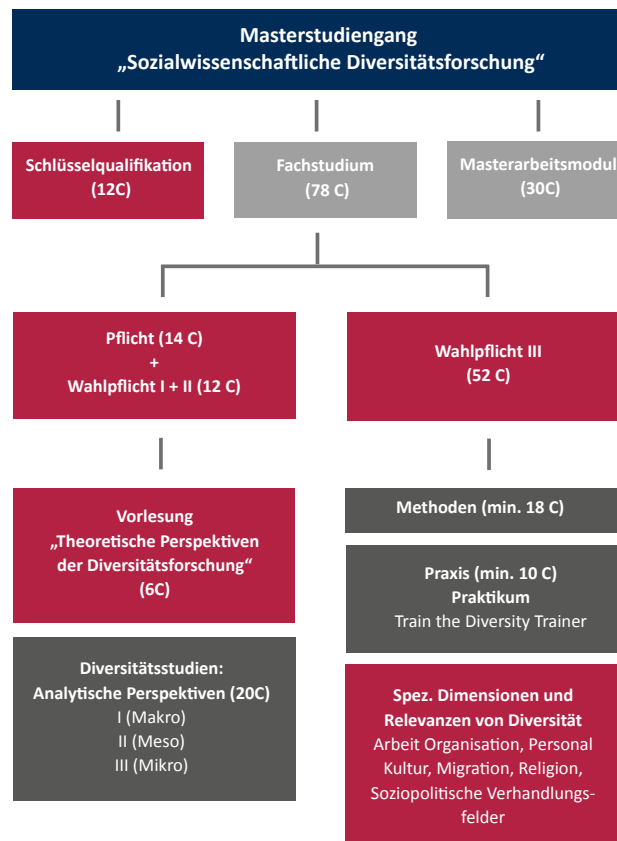 Masterstudiengang
„Sozialwissenschaftliche Diversitätsforschung“
Schlüsselqualifikation
(12C)
Fachstudium
(78 C)
Masterarbeitsmodul
(30C)
Pflicht (14 C)
+
Wahlpflicht I + II (12 C)
Wahlpflicht III
(52 C)
Vorlesung
„Theoretische Perspektiven
der Diversitätsforschung“
(6C)
Diversitätsstudien:
Analytische Perspektiven (20C)
I (Makro)
II (Meso)
III (Mikro)
Methoden (min. 18 C)
Praxis (min. 10 C)
Praktikum
Train the Diversity Trainer
Spez. Dimensionen und
Relevanzen von Diversität
Arbeit Organisation, Personal
Kultur, Migration, Religion,
Soziopolitische Verhandlungs-
felder